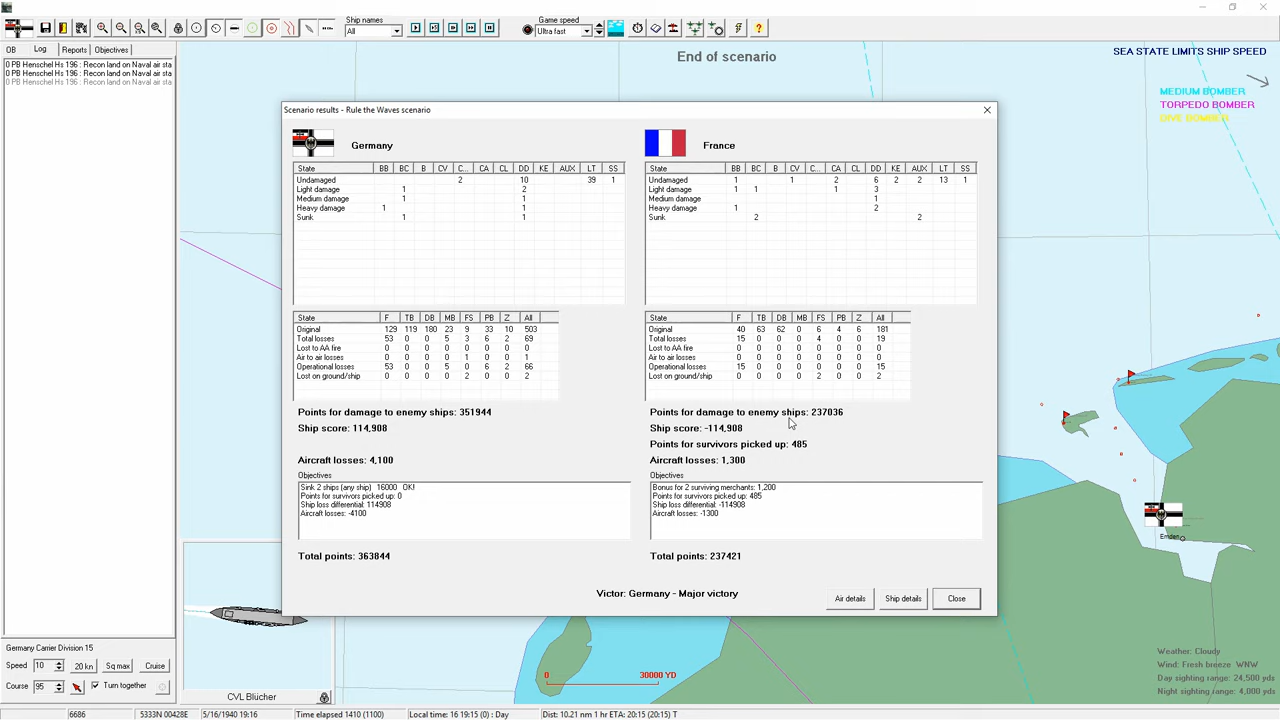 Ship names
All
Game speed
Ultra fast
OB Log Reports Objectives
0 PB Henschel Hs 196 : Recon land on Naval air sta
0 PB Henschel Hs 196 : Recon land on Naval air sta
0 PB Henschel Hs 196 : Recon land on Naval air sta
End of scenario
SEA STATE LIMITS SHIP SPEED
MEDIUM BOMBER
TORPEDO BOMBER
DIVE BOMBER
Scenario results - Rule the Waves scenario
Germany
State BB BC B CV C... CA CL DD KE AUX LT SS
Undamaged 2 10 39 1
Light damage 1 2
Medium damage 1 1
Heavy damage 1 1
Sunk 1 1
State F TB DB MB FS PB Z All
Original 129 119 180 23 9 33 10 503
Total losses 53 0 0 5 3 6 2 69
Lost to AA fire 0 0 0 0 0 0 0 0
Air to air losses 0 0 0 0 1 0 0 1
Operational losses 53 0 0 5 0 6 2 66
Lost on ground/ship 0 0 0 0 2 0 0 2
Points for damage to enemy ships: 351944
Ship score: 114,908
Aircraft losses: 4,100
Objectives
Sink 2 ships (any ship) 16000 OK!
Points for survivors picked up: 0
Ship loss differential: 114908
Aircraft losses: -4100
Total points: 363844
France
State BB BC B CV C... CA CL DD KE AUX LT SS
Undamaged 1 1 2 6 2 2 13 1
Light damage 1 1 1 3
Medium damage 1
Heavy damage 1 2
Sunk 2 2
State F TB DB MB FS PB Z All
Original 40 63 62 0 6 4 6 181
Total losses 15 0 0 0 4 0 0 19
Lost to AA fire 0 0 0 0 0 0 0 0
Air to air losses 0 0 0 0 0 0 0 0
Operational losses 15 0 0 0 0 0 0 15
Lost on ground/ship 0 0 0 0 2 0 0 2
Points for damage to enemy ships: 237036
Ship score: -114,908
Points for survivors picked up: 485
Aircraft losses: 1,300
Objectives
Bonus for 2 surviving merchants: 1,200
Points for survivors picked up: 485
Ship loss differential: -114908
Aircraft losses: -1300
Total points: 237421
Victor: Germany - Major victory
Air details Ship details Close
Emden
Germany Carrier Division 15
Speed 10 20 kn Sq max Cruise
Course 95 Turn together
CVL Blücher
0 30000 YD
Weather: Cloudy
Wind: Fresh breeze WNW
Day sighting range: 24,500 yds
Night sighting range: 4,000 yds
6686 5333N 00428E 5/16/1940 19:16 Time elapsed 1410 (1100) Local time: 16 19:15 (0) : Day Dist: 10.21 nm 1 hr ETA: 20:15 (20:15) T